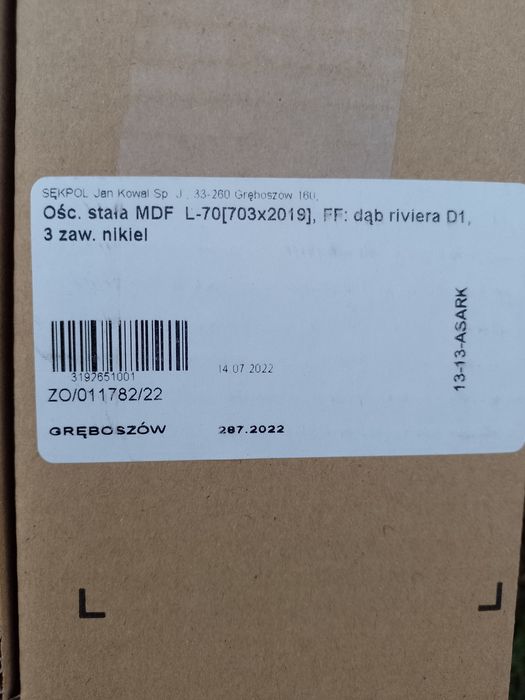 SĘKPOL Jan Kowal Sp. J., 33-260 Gręboszów 160,
Ośc. stała MDF L-70[703x2019], FF: dąb riviera D1,
3 zaw. nikiel
3192651001
14.07.2022
ZO/011782/22
GRĘBOSZÓW
287.2022
13-13-ASARK